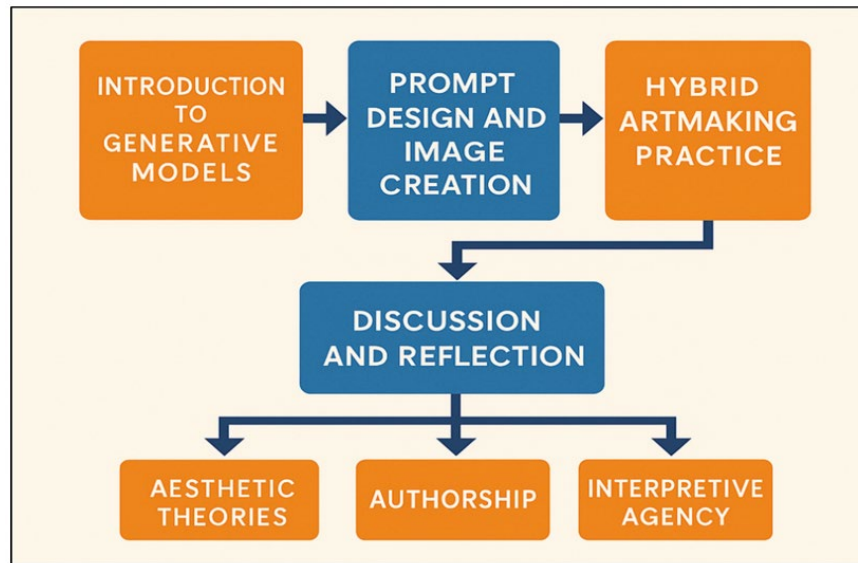 INTRODUCTION
TO
GENERATIVE
MODELS
PROMPT
DESIGN AND
IMAGE
CREATION
HYBRID
ARTMAKING
PRACTICE
DISCUSSION
AND REFLECTION
AESTHETIC
THEORIES
AUTHORSHIP
INTERPRETIVE
AGENCY